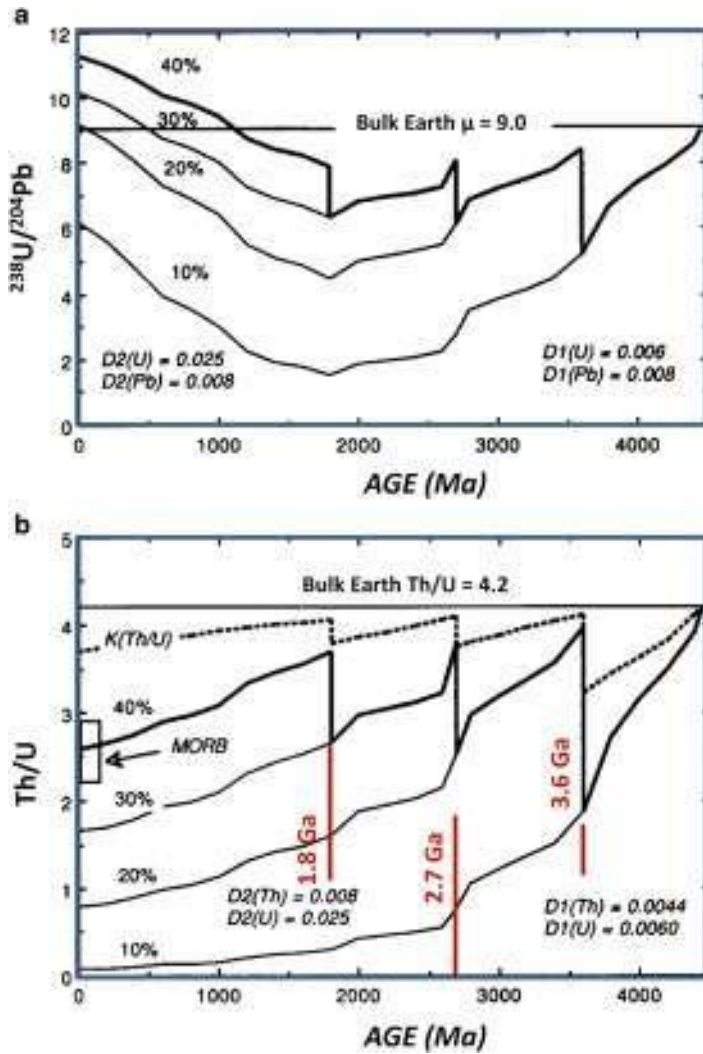 a
12
10
8
6
4
2
0
²³⁸U/²⁰⁴Pb
40%
30%
20%
10%
Bulk Earth μ = 9.0
D2(U) = 0.025
D2(Pb) = 0.008
D1(U) = 0.006
D1(Pb) = 0.008
0 1000 2000 3000 4000
AGE (Ma)
b
5
4
3
2
1
0
Th/U
Bulk Earth Th/U = 4.2
K(Th/U)
40%
MORB
30%
20%
10%
1.8 Ga
2.7 Ga
3.6 Ga
D2(Th) = 0.008
D2(U) = 0.025
D1(Th) = 0.0044
D1(U) = 0.0060
0 1000 2000 3000 4000
AGE (Ma)